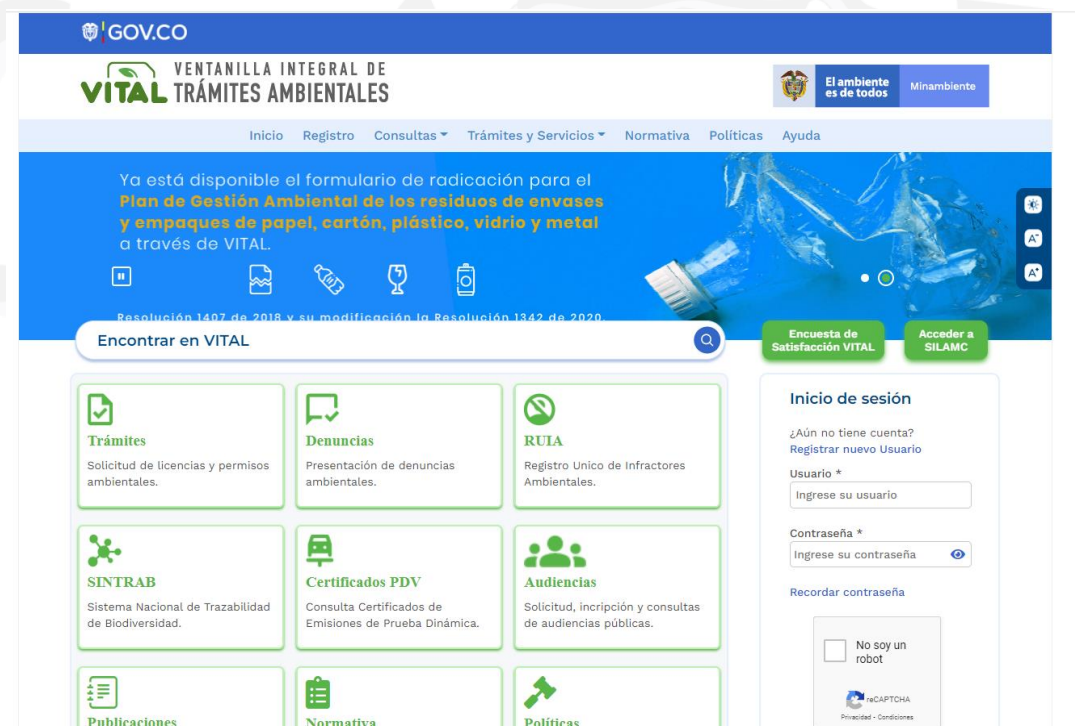 GOV.CO
VITAL
VENTANILLA INTEGRAL DE
TRÁMITES AMBIENTALES
El ambiente
es de todos
Minambiente
Inicio Registro Consultas Trámites y Servicios Normativa Políticas Ayuda
Ya está disponible el formulario de radicación para el
Plan de Gestión Ambiental de los residuos de envases
y empaques de papel, cartón, plástico, vidrio y metal
a través de VITAL.
Resolución 1407 de 2018 y su modificación la Resolución 1342 de 2020.
A-
A+
Encontrar en VITAL
Encuesta de
Satisfacción VITAL
Acceder a
SILAMC
Trámites
Solicitud de licencias y permisos
ambientales.
Denuncias
Presentación de denuncias
ambientales.
RUIA
Registro Unico de Infractores
Ambientales.
SINTRAB
Sistema Nacional de Trazabilidad
de Biodiversidad.
Certificados PDV
Consulta Certificados de
Emisiones de Prueba Dinámica.
Audiencias
Solicitud, incripción y consultas
de audiencias públicas.
Publicaciones
Normativa
Políticas
Inicio de sesión
¿Aún no tiene cuenta?
Registrar nuevo Usuario
Usuario *
Ingrese su usuario
Contraseña *
Ingrese su contraseña
Recordar contraseña
No soy un
robot
reCAPTCHA
Privacidad - Condiciones